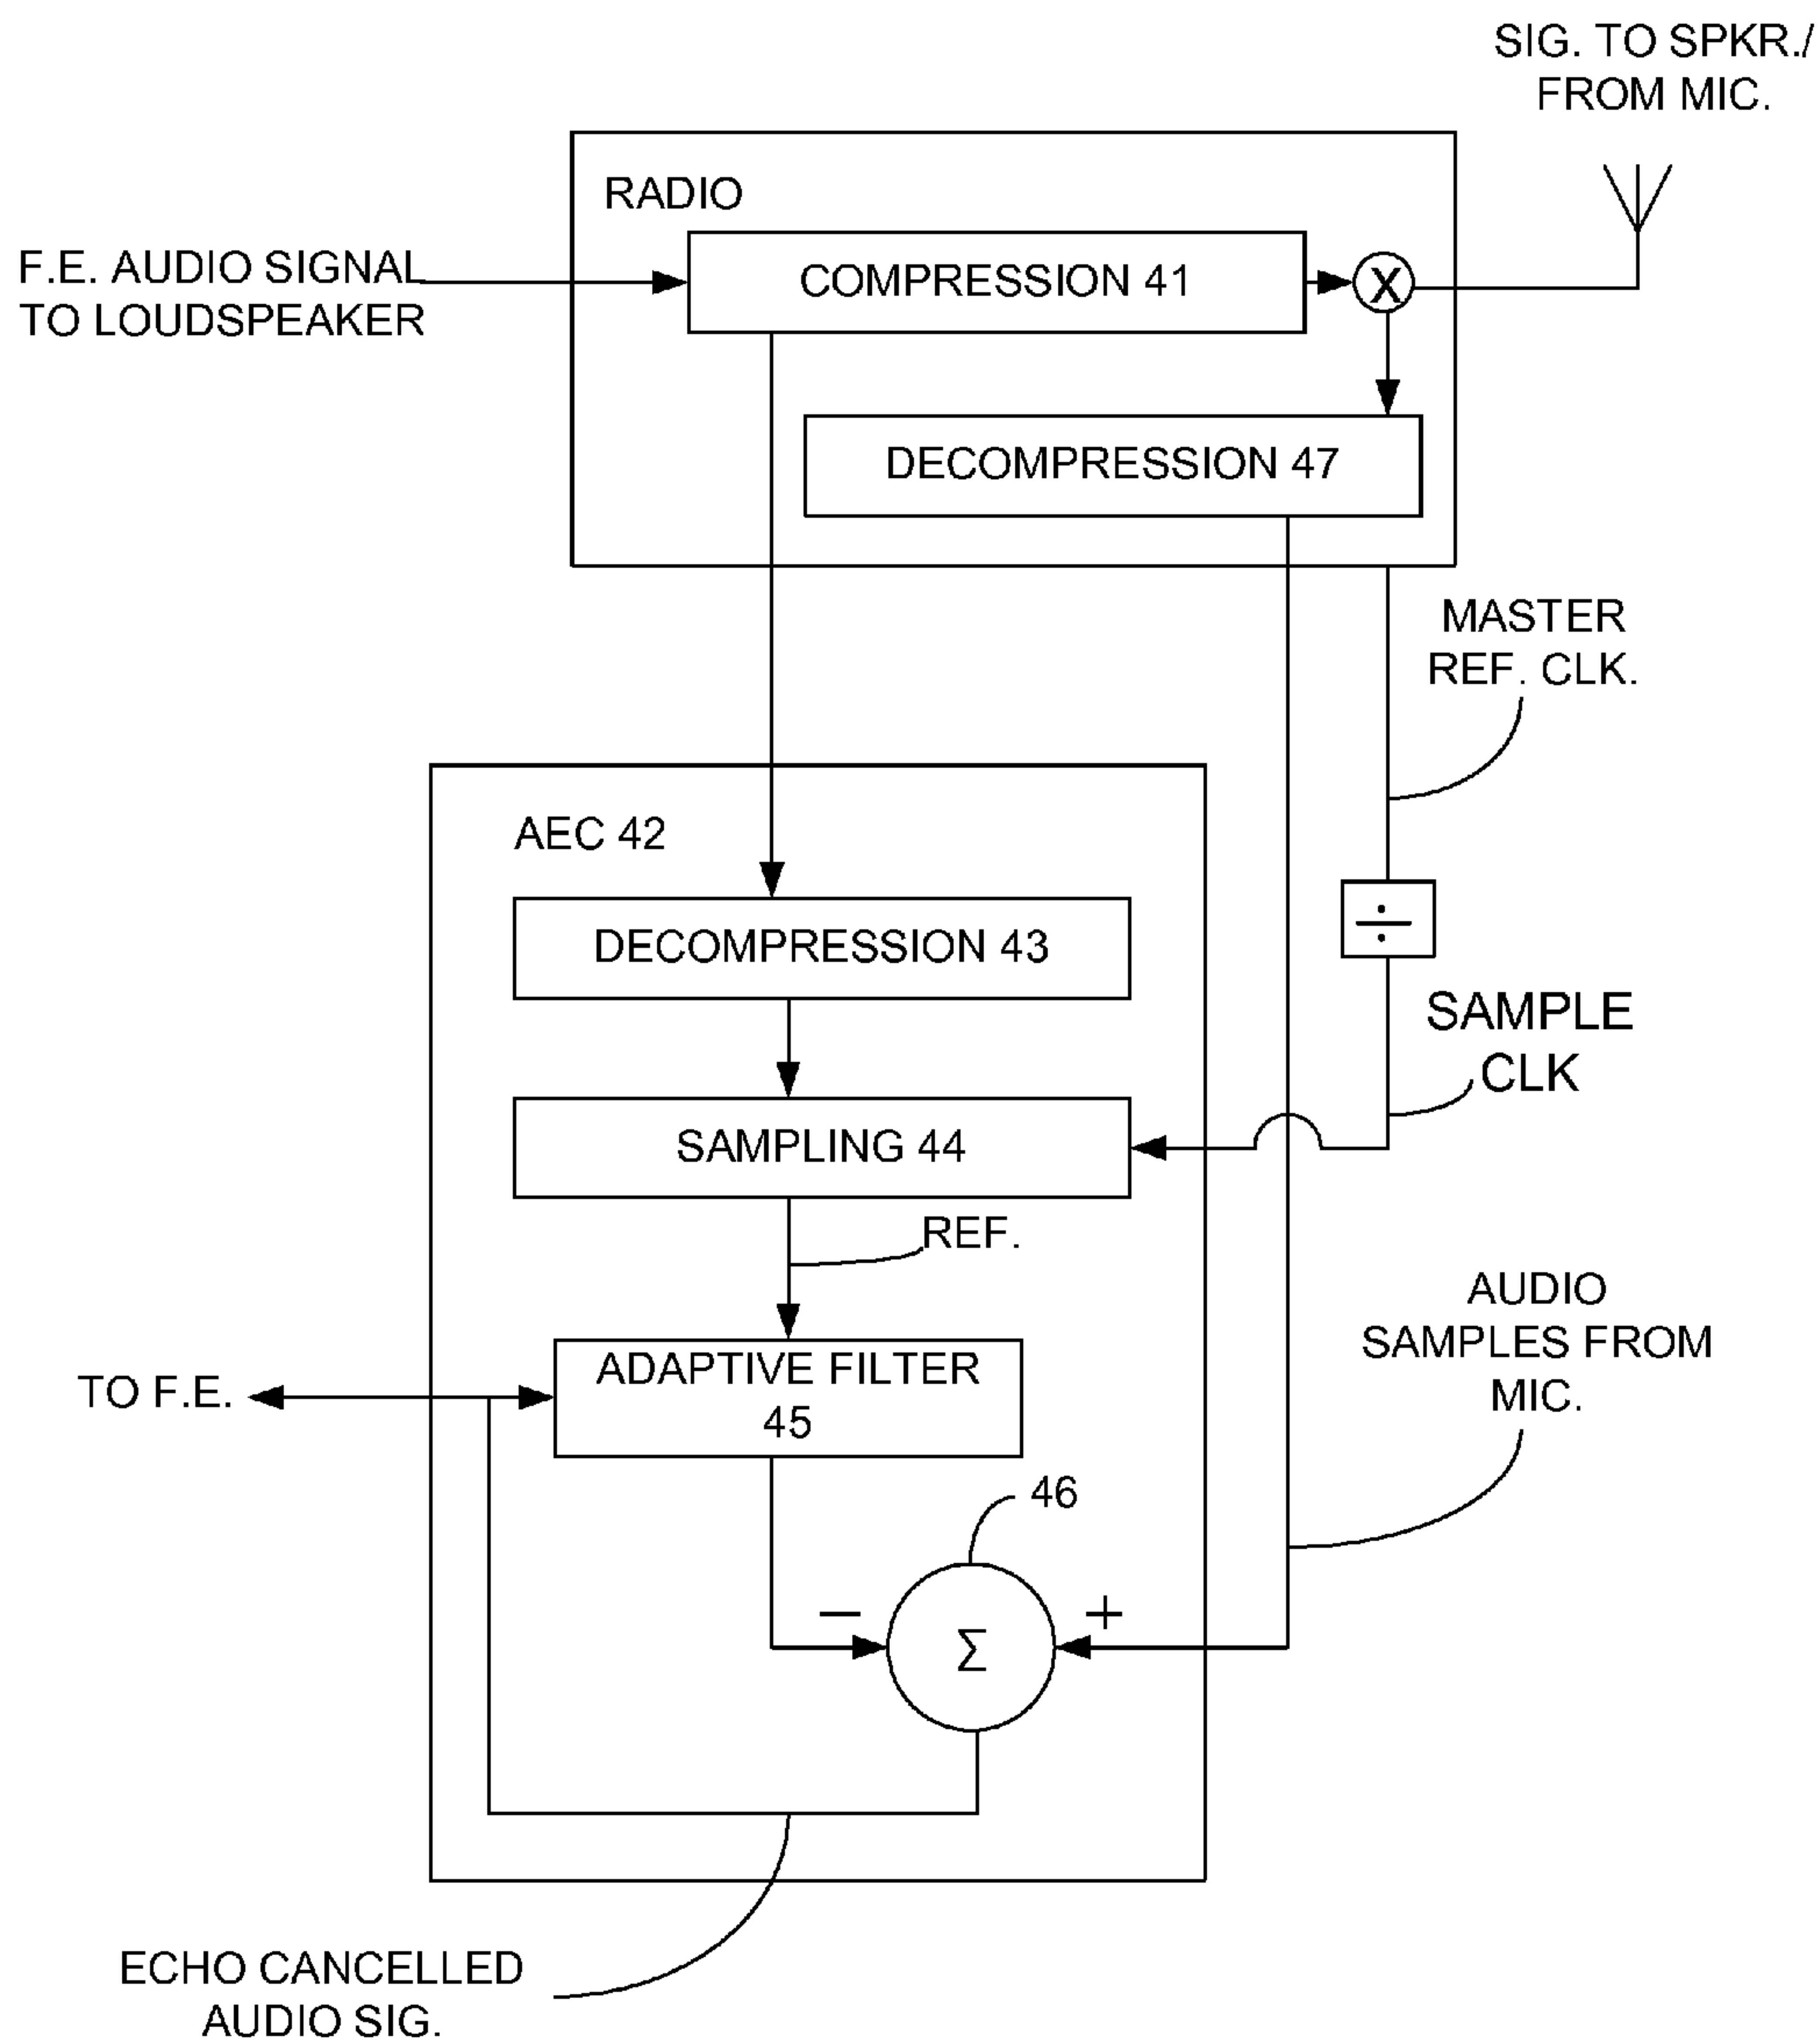 SIG. TO SPKR./
FROM MIC.
RADIO
F.E. AUDIO SIGNAL
TO LOUDSPEAKER
COMPRESSION 41
X
DECOMPRESSION 47
MASTER
REF. CLK.
AEC 42
÷
DECOMPRESSION 43
SAMPLE
CLK
SAMPLING 44
REF.
AUDIO
SAMPLES FROM
MIC.
TO F.E.
ADAPTIVE FILTER
45
46
− +
Σ
ECHO CANCELLED
AUDIO SIG.